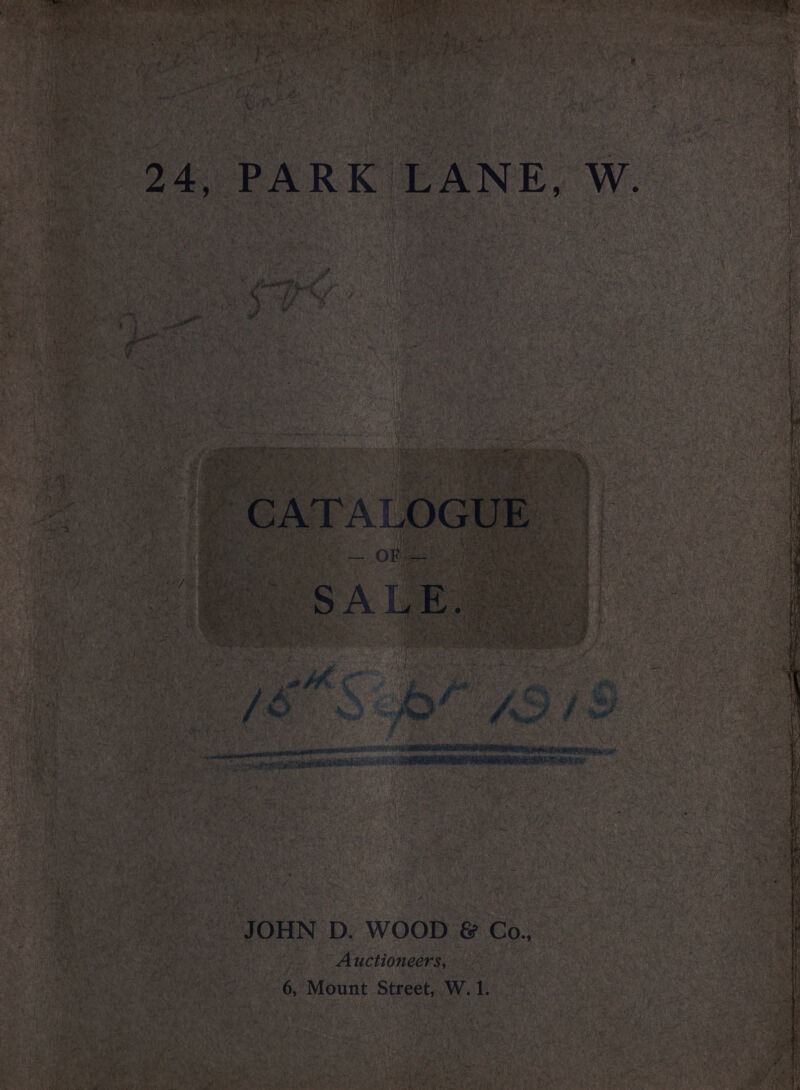 24, PARK LANE, W.
CATALOGUE
— OF —
SALE.
15th Sept 1919
JOHN D. WOOD & Co.,
Auctioneers,
6, Mount Street, W. 1.